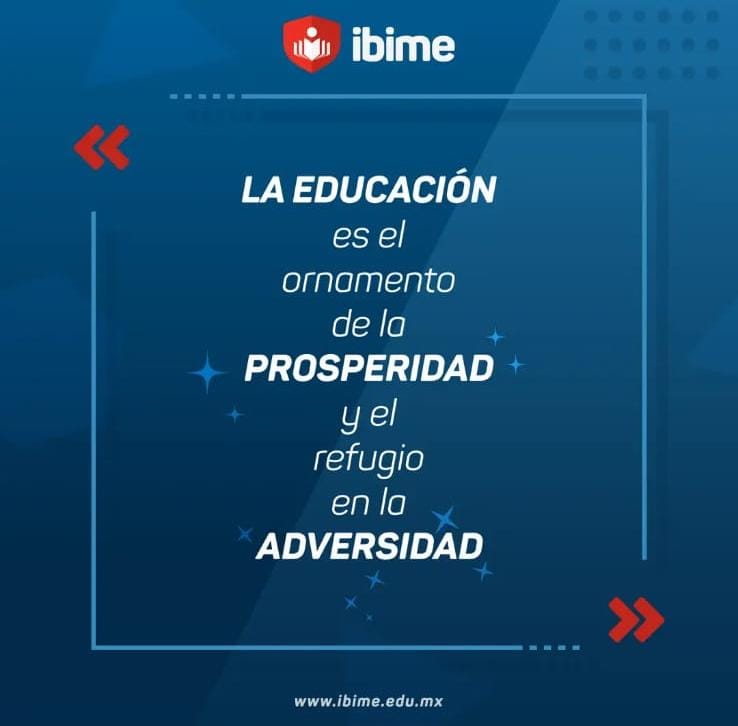 ibime
LA EDUCACIÓN
es el
ornamento
de la
PROSPERIDAD
y el
refugio
en la
ADVERSIDAD
www.ibime.edu.mx